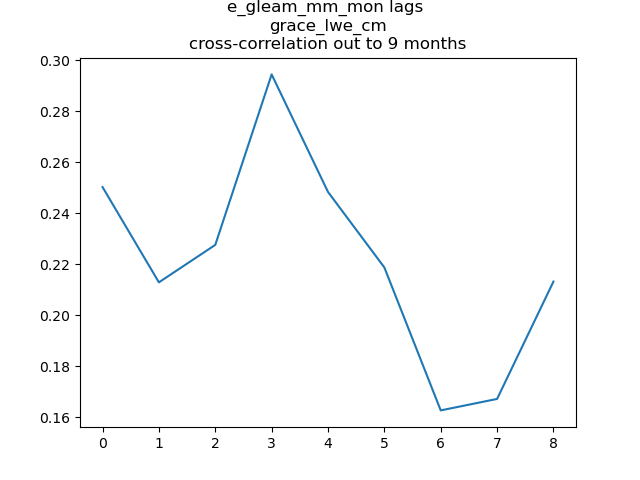 e_gleam_mm_mon lags
grace_lwe_cm
cross-correlation out to 9 months
0.30
0.28
0.26
0.24
0.22
0.20
0.18
0.16
0 1 2 3 4 5 6 7 8